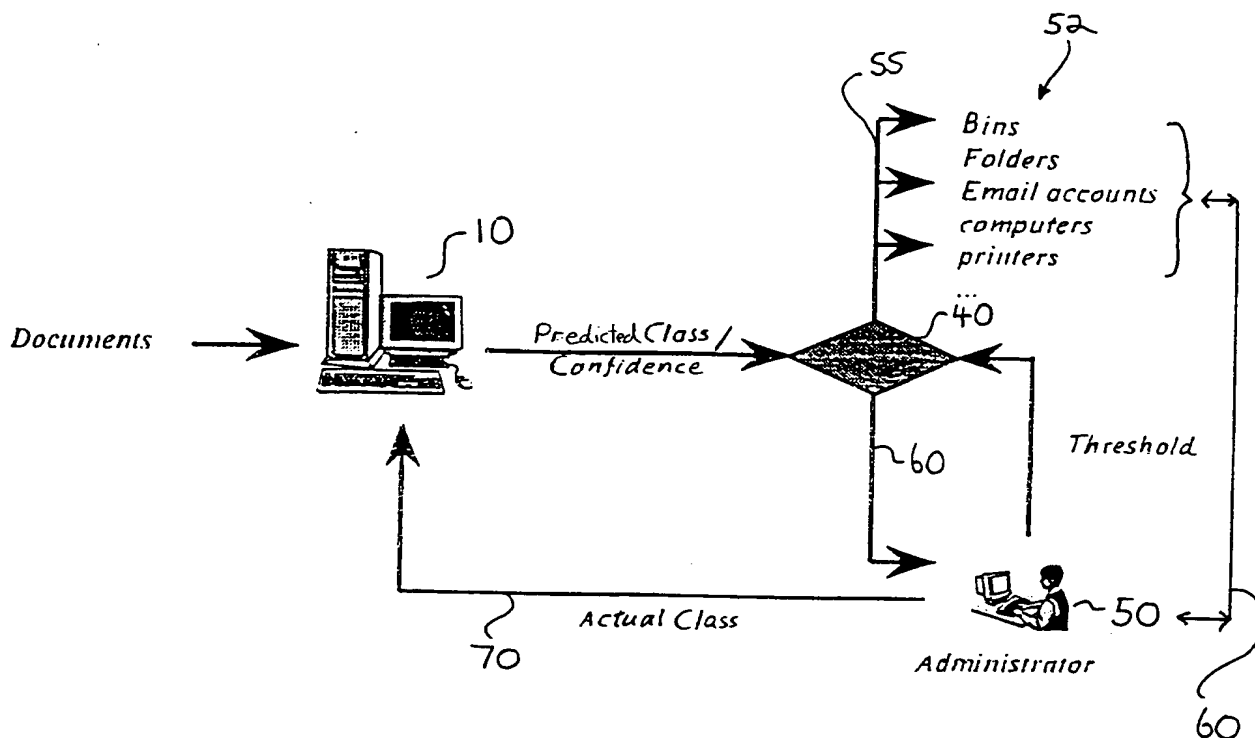 52
55
Bins
Folders
Email accounts
computers
printers
...
10
40
Documents
Predicted Class /
Confidence
60
Threshold
50
Actual Class
70
Administrator
60